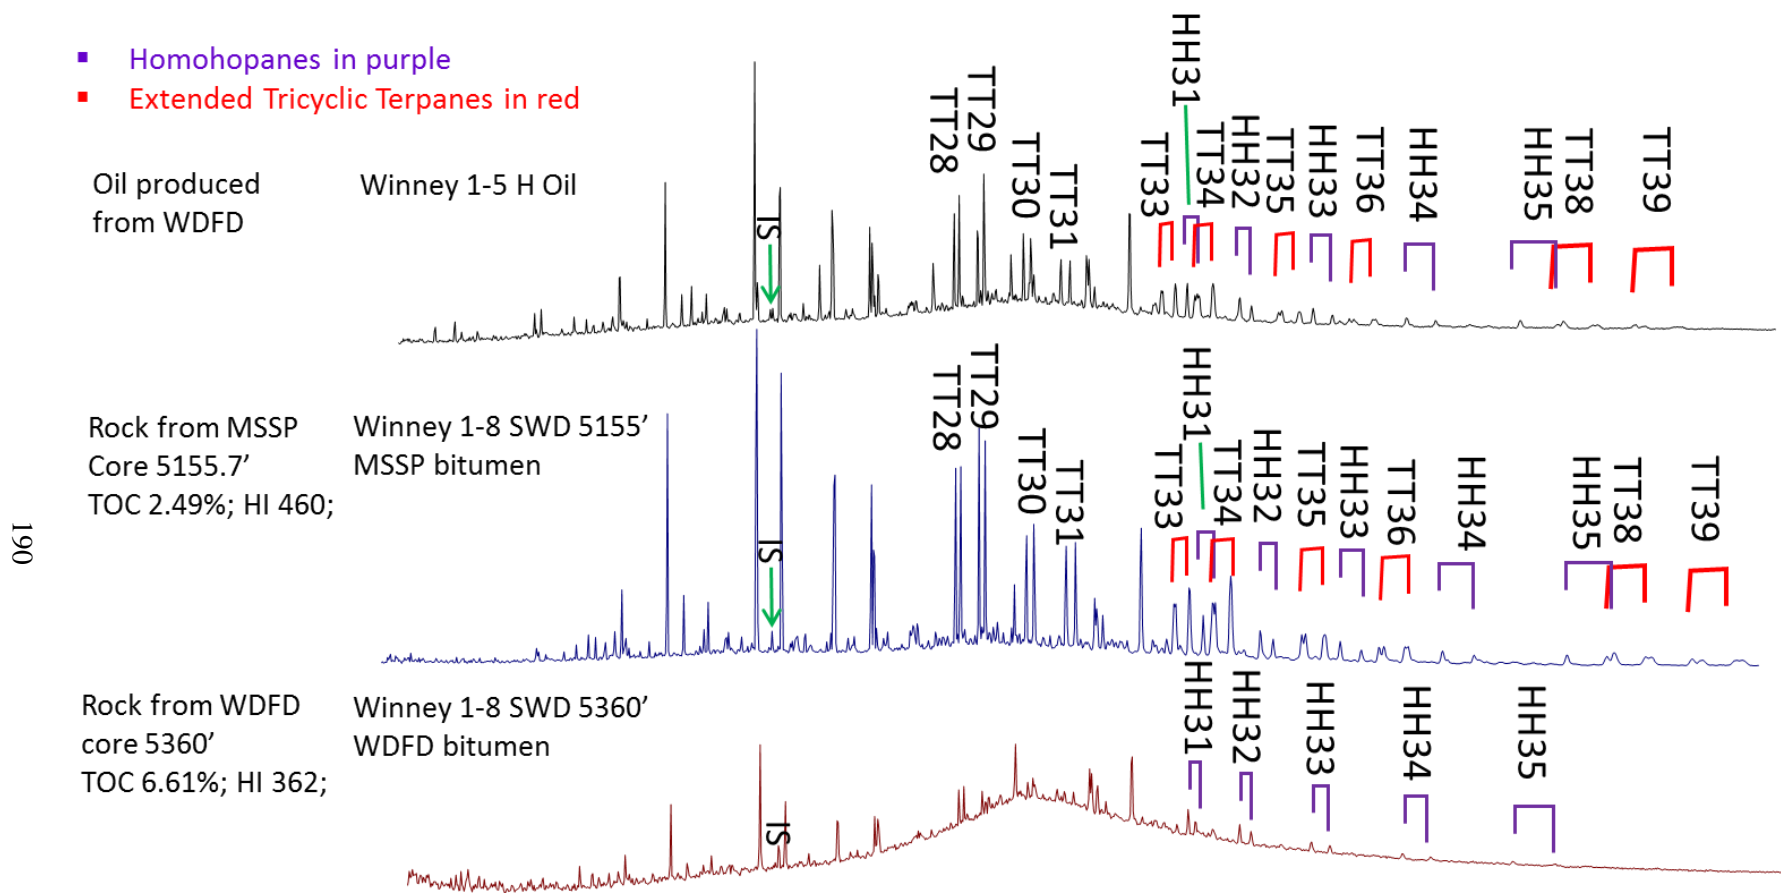 ▪ Homohopanes in purple
▪ Extended Tricyclic Terpanes in red
Oil produced
from WDFD
Winney 1-5 H Oil
IS
TT28
TT29
TT30
TT31
TT33
HH31
TT34
HH32
TT35
HH33
TT36
HH34
HH35
TT38
TT39
Rock from MSSP
Core 5155.7’
TOC 2.49%; HI 460;
Winney 1-8 SWD 5155’
MSSP bitumen
IS
TT28
TT29
TT30
TT31
TT33
HH31
TT34
HH32
TT35
HH33
TT36
HH34
HH35
TT38
TT39
190
Rock from WDFD
core 5360’
TOC 6.61%; HI 362;
Winney 1-8 SWD 5360’
WDFD bitumen
IS
HH31
HH32
HH33
HH34
HH35